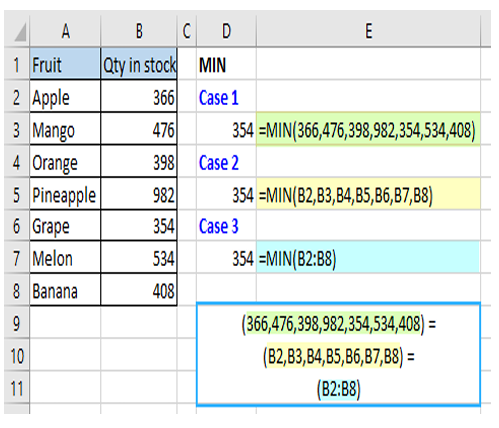 A B C D E
1 Fruit Qty in stock MIN
2 Apple 366 Case 1
3 Mango 476 354 =MIN(366,476,398,982,354,534,408)
4 Orange 398 Case 2
5 Pineapple 982 354 =MIN(B2,B3,B4,B5,B6,B7,B8)
6 Grape 354 Case 3
7 Melon 534 354 =MIN(B2:B8)
8 Banana 408
9 (366,476,398,982,354,534,408) =
10 (B2,B3,B4,B5,B6,B7,B8) =
11 (B2:B8)